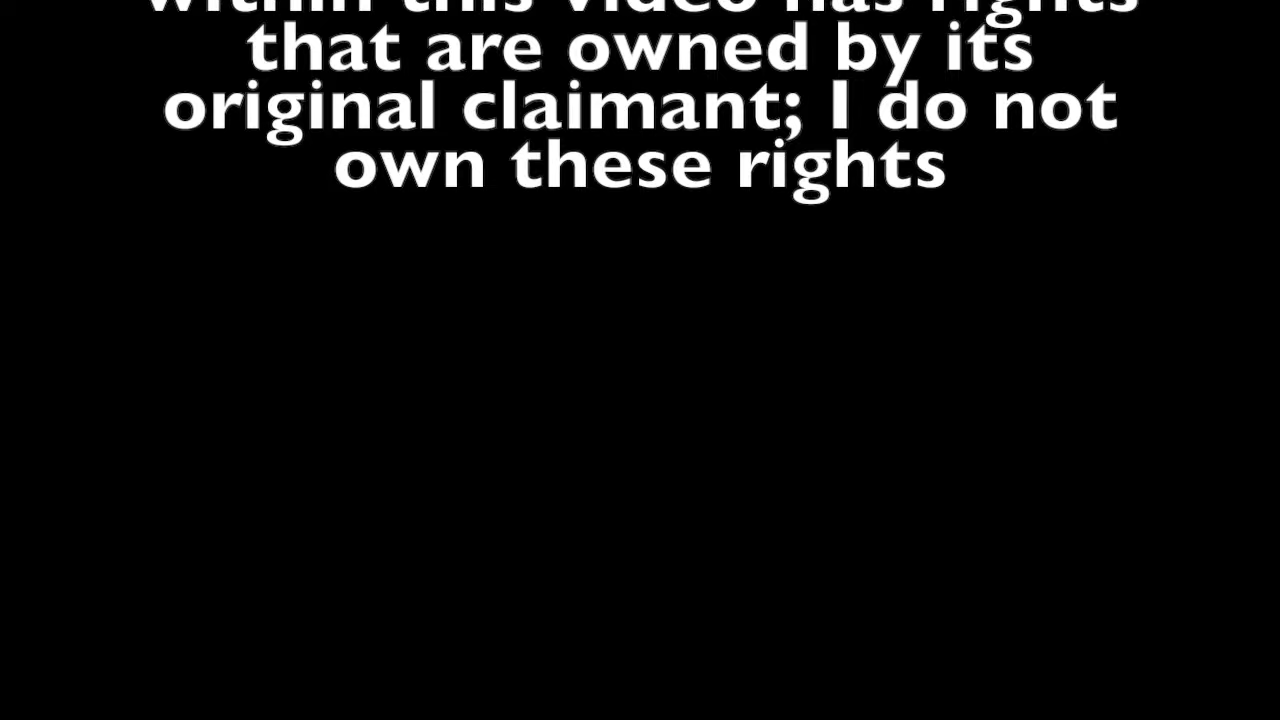 within this video has rights
that are owned by its
original claimant; I do not
own these rights